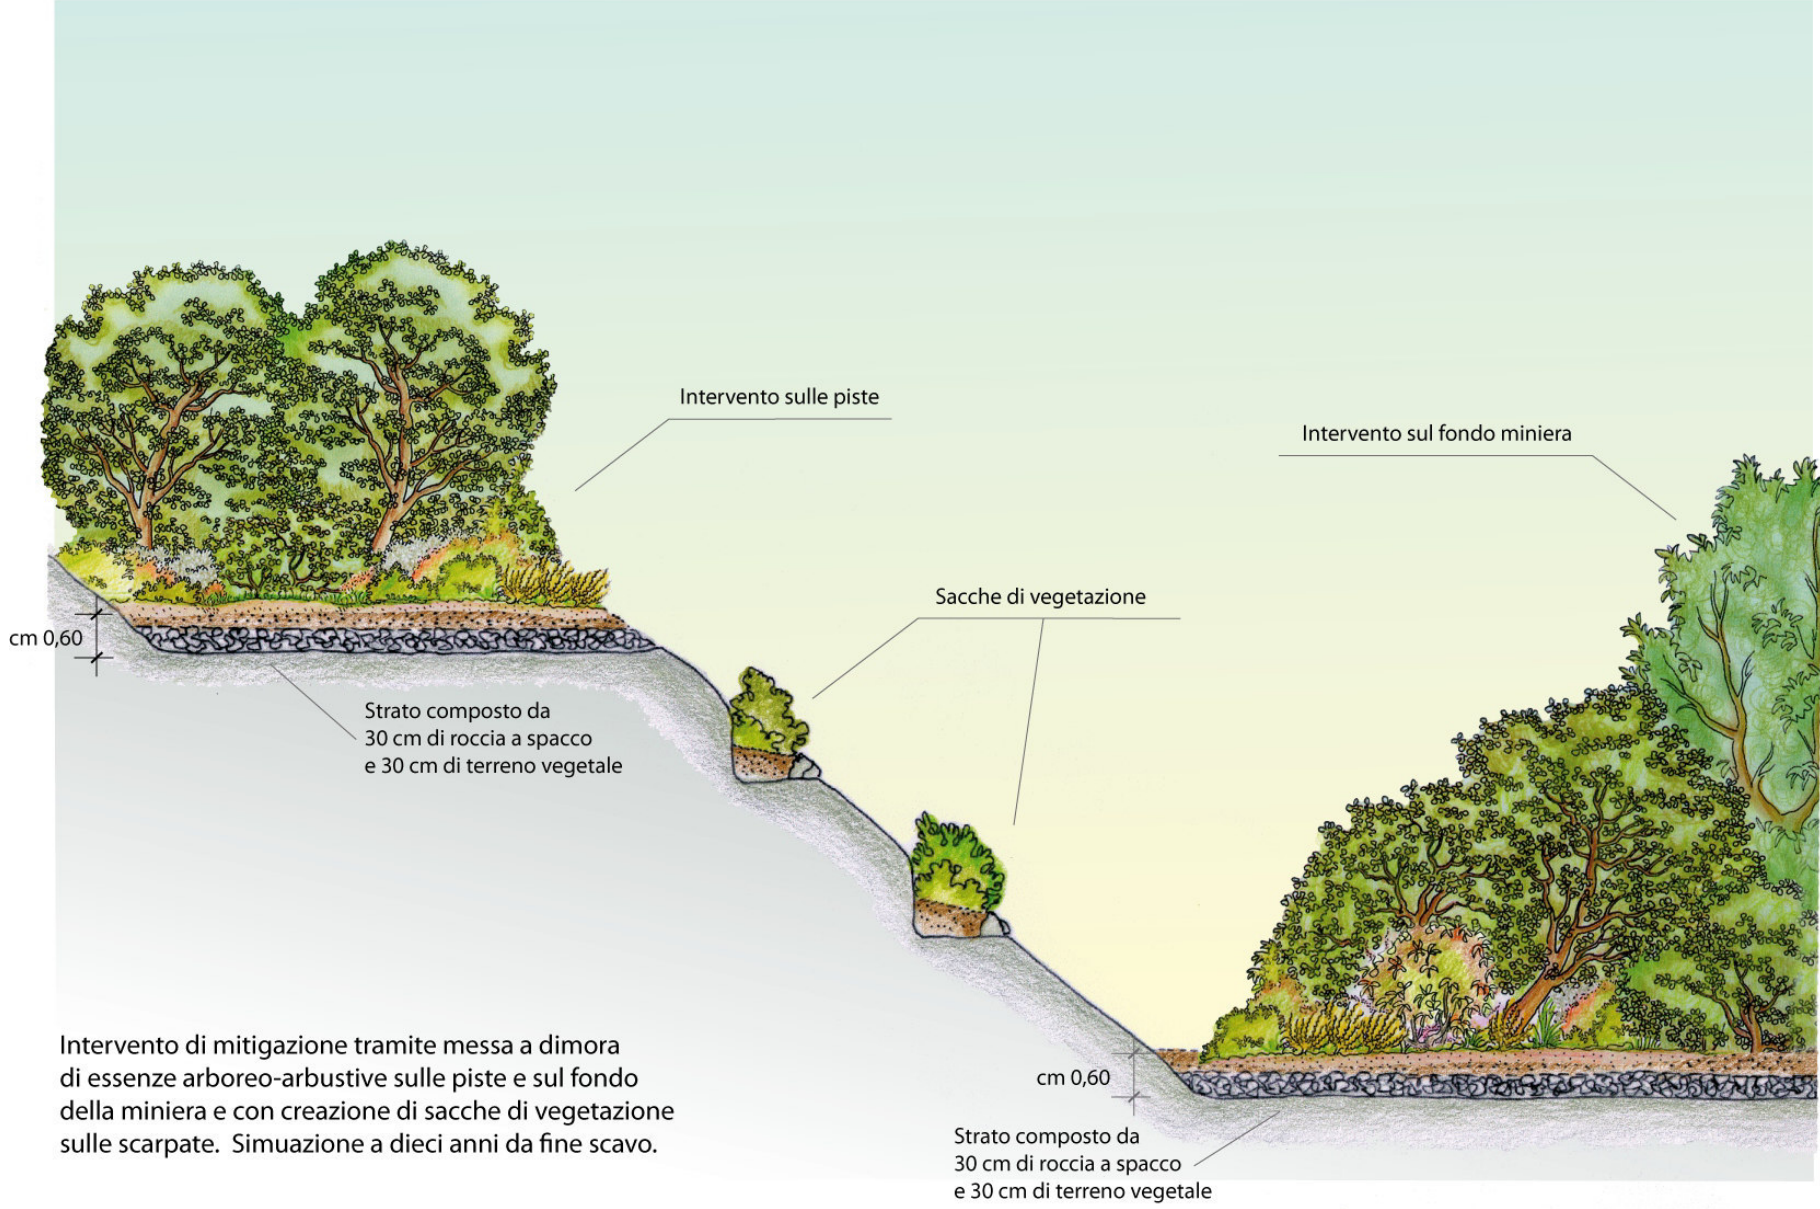 Intervento sulle piste
Intervento sul fondo miniera
Sacche di vegetazione
cm 0,60
Strato composto da
30 cm di roccia a spacco
e 30 cm di terreno vegetale
Intervento di mitigazione tramite messa a dimora
di essenze arboreo-arbustive sulle piste e sul fondo
della miniera e con creazione di sacche di vegetazione
sulle scarpate.  Simuazione a dieci anni da fine scavo.
cm 0,60
Strato composto da
30 cm di roccia a spacco
e 30 cm di terreno vegetale